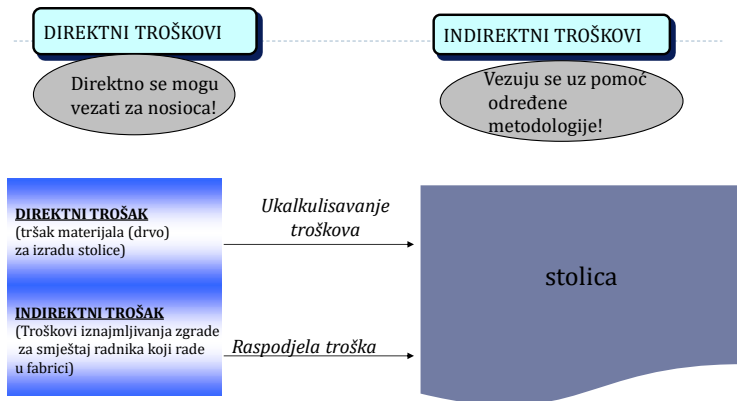 DIREKTNI TROŠKOVI
INDIREKTNI TROŠKOVI
Direktno se mogu
vezati za nosioca!
Vezuju se uz pomoć
određene
metodologije!
DIREKTNI TROŠAK
(tršak materijala (drvo)
za izradu stolice)
Ukalkulisavanje
troškova
stolica
INDIREKTNI TROŠAK
(Troškovi iznajmljivanja zgrade
za smještaj radnika koji rade
u fabrici)
Raspodjela troška